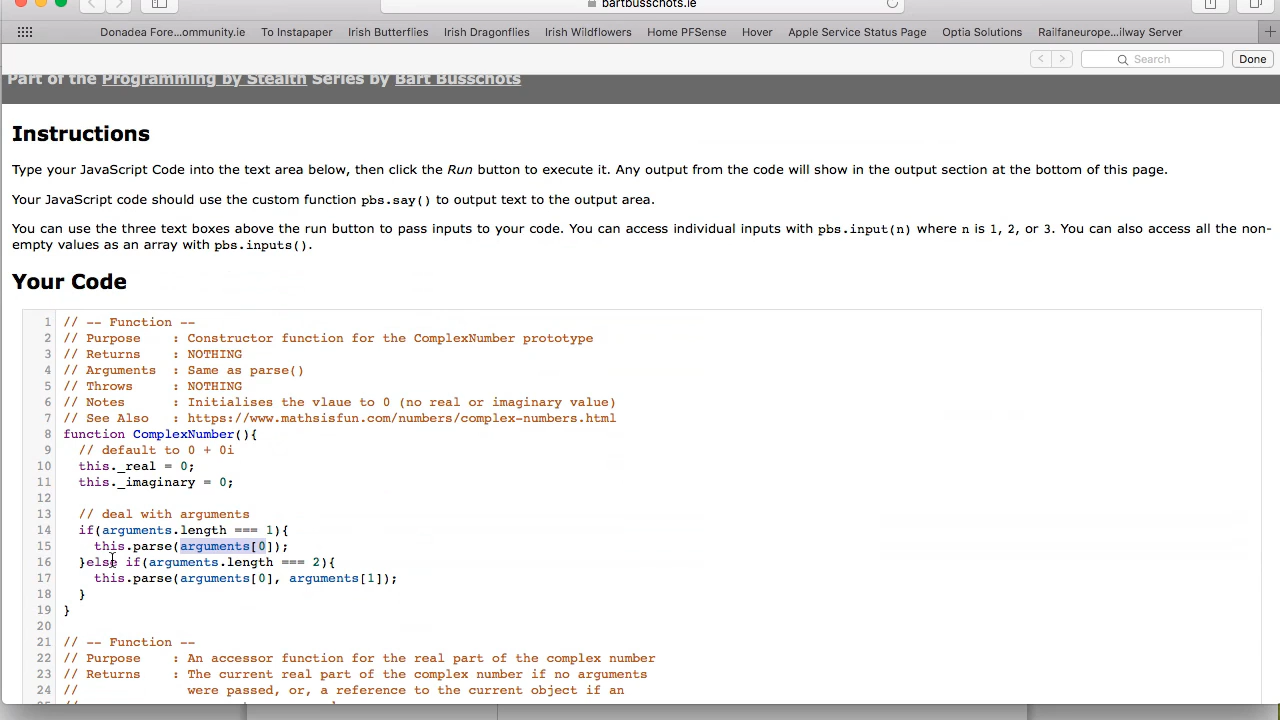 bartbusschots.ie
Donadea Fore...ommunity.ie To Instapaper Irish Butterflies Irish Dragonflies Irish Wildflowers Home PFSense Hover Apple Service Status Page Optia Solutions Railfaneurope...ilway Server
Search Done
Part of the Programming by Stealth Series by Bart Busschots
Instructions
Type your JavaScript Code into the text area below, then click the Run button to execute it. Any output from the code will show in the output section at the bottom of this page.
Your JavaScript code should use the custom function pbs.say() to output text to the output area.
You can use the three text boxes above the run button to pass inputs to your code. You can access individual inputs with pbs.input(n) where n is 1, 2, or 3. You can also access all the non-
empty values as an array with pbs.inputs().
Your Code
1 // -- Function --
2 // Purpose : Constructor function for the ComplexNumber prototype
3 // Returns : NOTHING
4 // Arguments : Same as parse()
5 // Throws : NOTHING
6 // Notes : Initialises the vlaue to 0 (no real or imaginary value)
7 // See Also : https://www.mathsisfun.com/numbers/complex-numbers.html
8 function ComplexNumber(){
9 // default to 0 + 0i
10 this._real = 0;
11 this._imaginary = 0;
12
13 // deal with arguments
14 if(arguments.length === 1){
15 this.parse(arguments[0]);
16 }else if(arguments.length === 2){
17 this.parse(arguments[0], arguments[1]);
18 }
19 }
20
21 // -- Function --
22 // Purpose : An accessor function for the real part of the complex number
23 // Returns : The current real part of the complex number if no arguments
24 // were passed, or, a reference to the current object if an